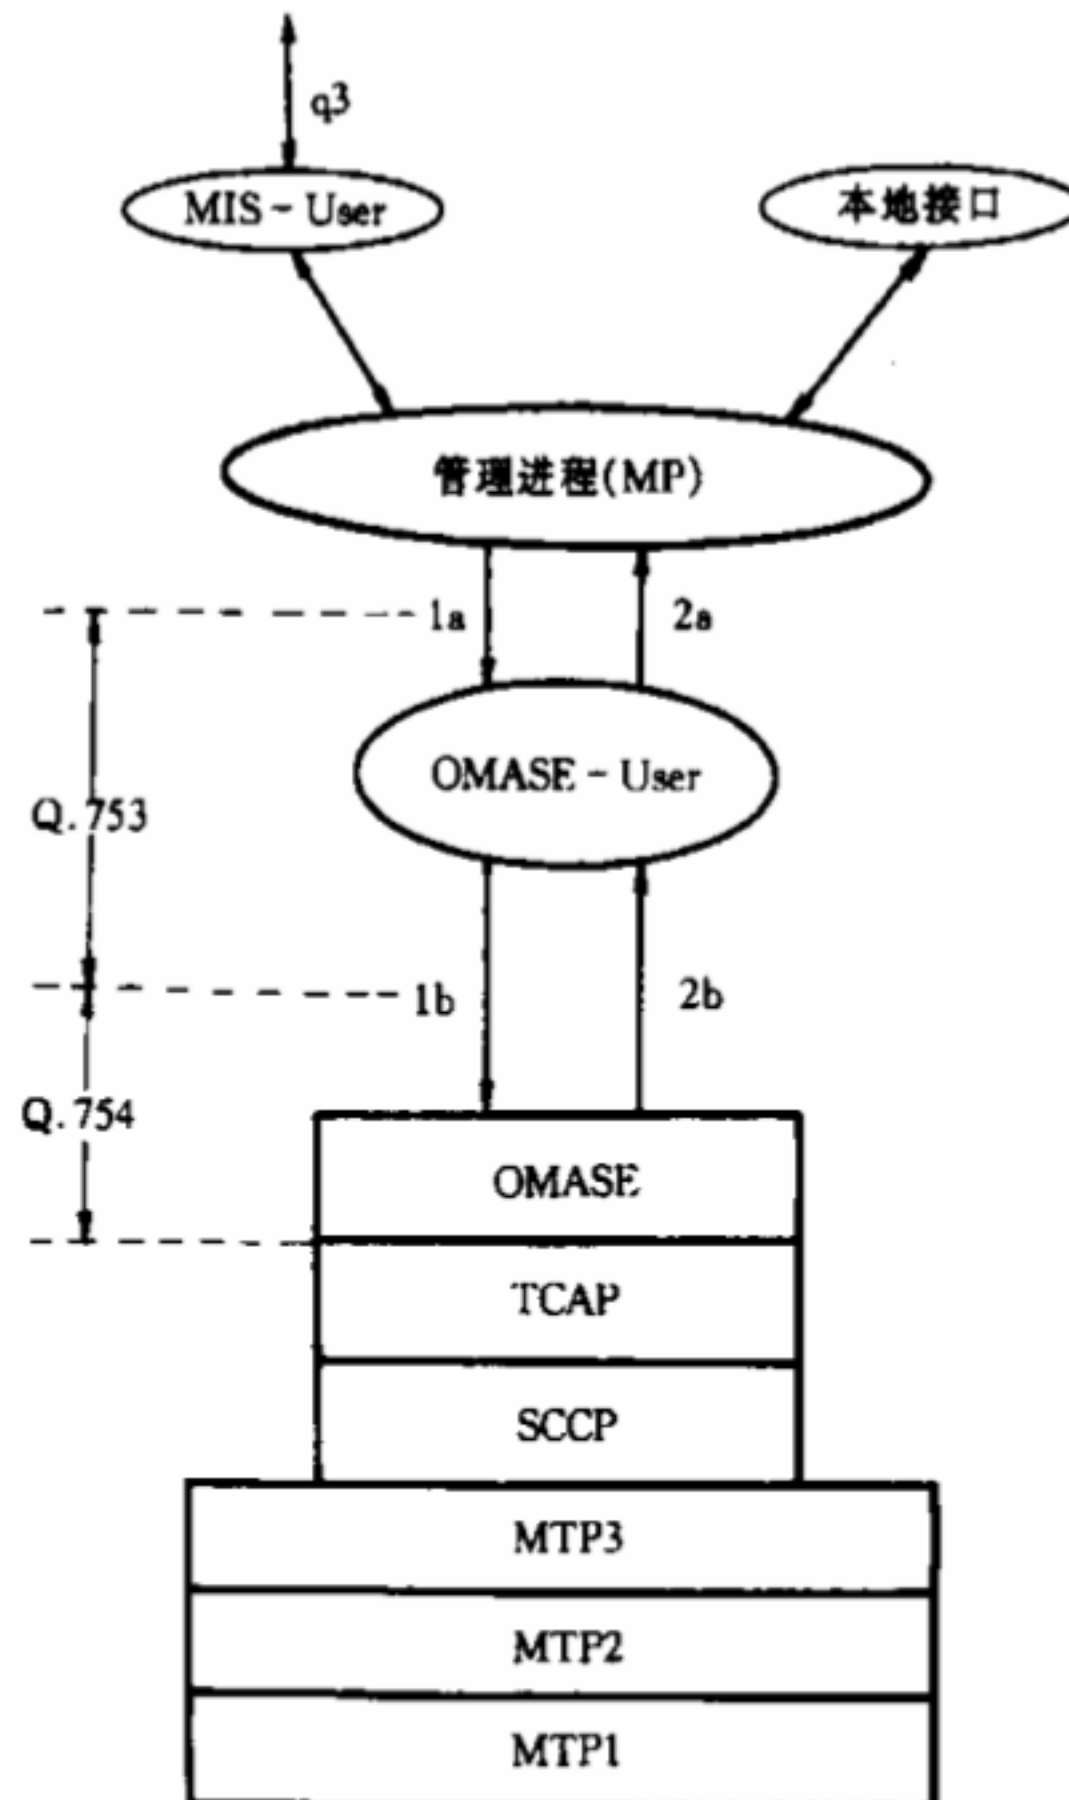 q3
MIS - User
本地接口
管理进程(MP)
1a
2a
OMASE - User
Q.753
1b
2b
Q.754
OMASE
TCAP
SCCP
MTP3
MTP2
MTP1